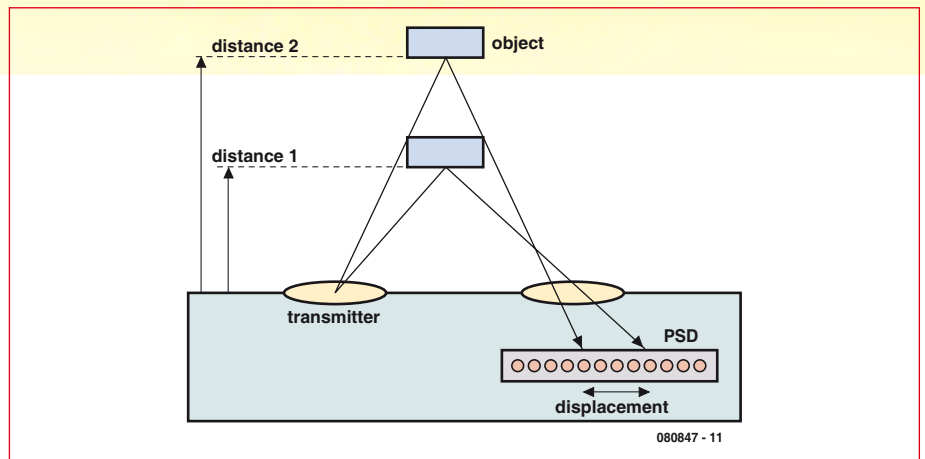 distance 2
object
distance 1
transmitter
PSD
displacement
080847 - 11